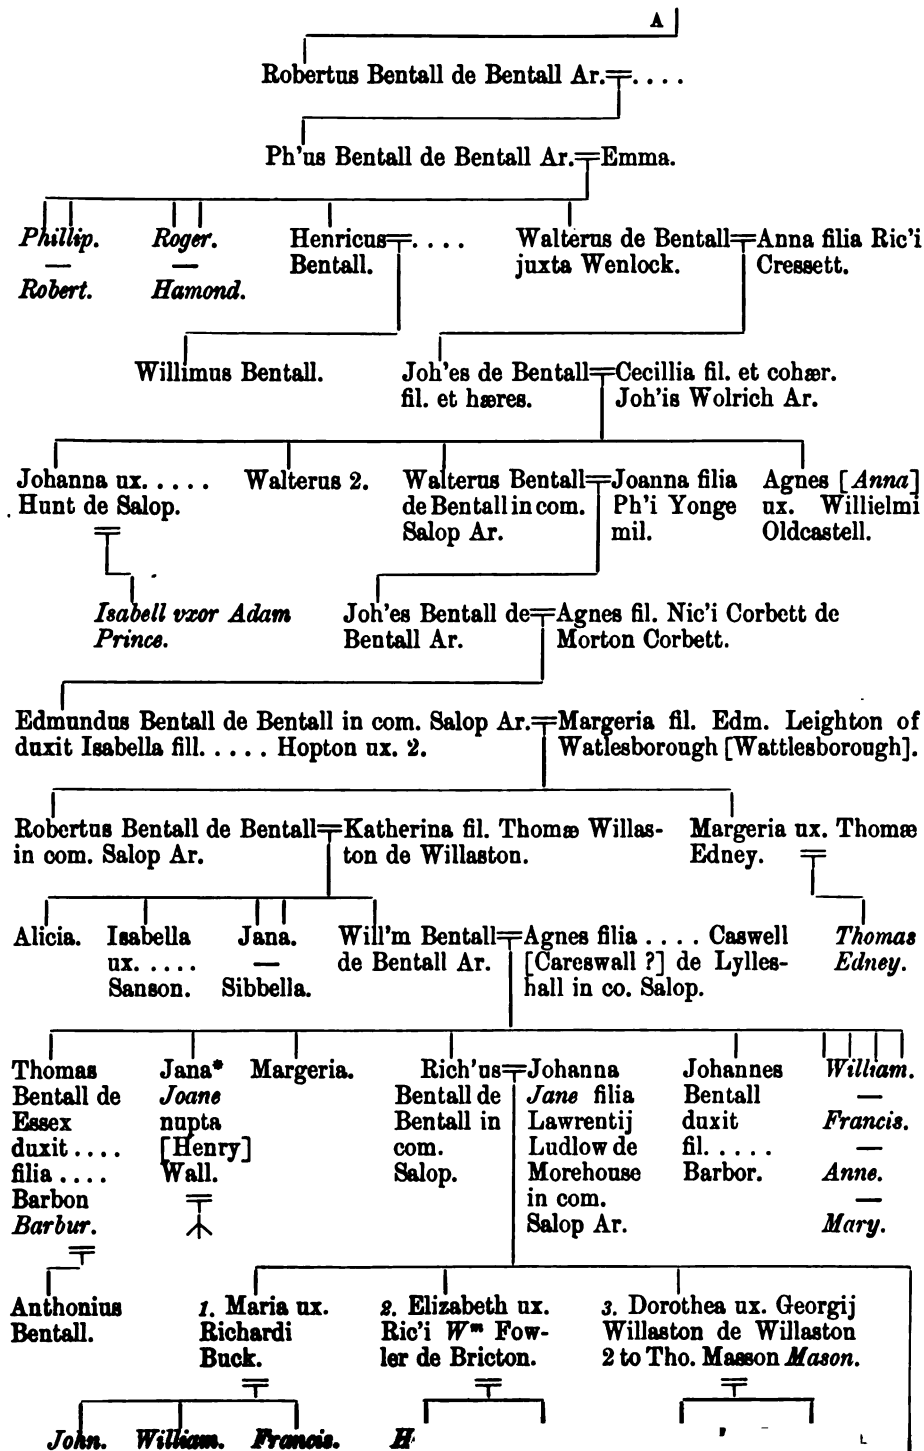 A
Robertus Bentall de Bentall Ar. = . . . .
Ph'us Bentall de Bentall Ar. = Emma.
Phillip.
—
Robert.
Roger.
—
Hamond.
Henricus = . . . .
Bentall.
Walterus de Bentall =
juxta Wenlock.
Anna filia Ric'i
Cressett.
Willimus Bentall.
Joh'es de Bentall =
fil. et hæres.
Cecillia fil. et cohær.
Joh'is Wolrich Ar.
Johanna ux. . . . . .
Hunt de Salop.
Walterus 2.
Walterus Bentall =
de Bentall in com.
Salop Ar.
Joanna filia
Ph'i Yonge
mil.
Agnes [Anna]
ux. Willielmi
Oldcastell.
Isabell vxor Adam
Prince.
Joh'es Bentall de =
Bentall Ar.
Agnes fil. Nic'i Corbett de
Morton Corbett.
Edmundus Bentall de Bentall in com. Salop Ar. =
duxit Isabella fill. . . . . . Hopton ux. 2.
Margeria fil. Edm. Leighton of
Watlesborough [Wattlesborough].
Robertus Bentall de Bentall =
in com. Salop Ar.
Katherina fil. Thomæ Willas-
ton de Willaston.
Margeria ux. Thomæ
Edney.
Alicia.
Isabella
ux. . . . . .
Sanson.
Jana.
—
Sibbella.
Will'm Bentall =
de Bentall Ar.
Agnes filia . . . . Caswell
[Careswall ?] de Lylles-
hall in co. Salop.
Thomas
Edney.
Thomas
Bentall de
Essex
duxit . . . .
filia . . . .
Barbon
Barbur.
Jana*
Joane
nupta
[Henry]
Wall.
Margeria.
Rich'us =
Bentall de
Bentall in
com.
Salop.
Johanna
Jane filia
Lawrentij
Ludlow de
Morehouse
in com.
Salop Ar.
Johannes
Bentall
duxit
fil. . . . . .
Barbor.
William.
—
Francis.
—
Anne.
—
Mary.
Anthonius
Bentall.
1. Maria ux.
Richardi
Buck.
2. Elizabeth ux.
Ric'i Wm Fow-
ler de Bricton.
3. Dorothea ux. Georgij
Willaston de Willaston
2 to Tho. Masson Mason.
John. William. Francis.
H